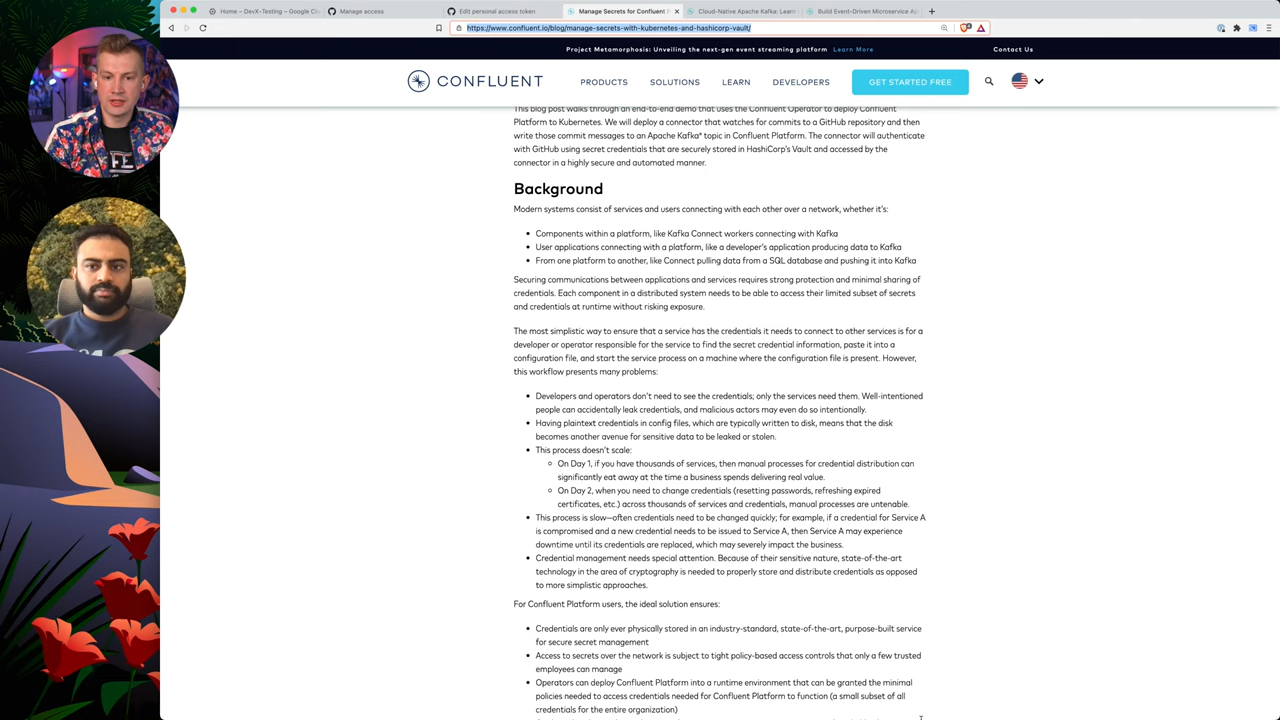 Home – DevX-Testing – Google Cl
Manage access
Edit personal access token
Manage Secrets for Confluent P
Cloud-Native Apache Kafka: Learn
Build Event-Driven Microservice Ap
https://www.confluent.io/blog/manage-secrets-with-kubernetes-and-hashicorp-vault/
Project Metamorphosis: Unveiling the next-gen event streaming platform Learn More
Contact Us
CONFLUENT
PRODUCTS
SOLUTIONS
LEARN
DEVELOPERS
GET STARTED FREE
This blog post walks through an end-to-end demo that uses the Confluent Operator to deploy Confluent
Platform to Kubernetes. We will deploy a connector that watches for commits to a GitHub repository and then
write those commit messages to an Apache Kafka® topic in Confluent Platform. The connector will authenticate
with GitHub using secret credentials that are securely stored in HashiCorp's Vault and accessed by the
connector in a highly secure and automated manner.
Background
Modern systems consist of services and users connecting with each other over a network, whether it's:
• Components within a platform, like Kafka Connect workers connecting with Kafka
• User applications connecting with a platform, like a developer's application producing data to Kafka
• From one platform to another, like Connect pulling data from a SQL database and pushing it into Kafka
Securing communications between applications and services requires strong protection and minimal sharing of
credentials. Each component in a distributed system needs to be able to access their limited subset of secrets
and credentials at runtime without risking exposure.
The most simplistic way to ensure that a service has the credentials it needs to connect to other services is for a
developer or operator responsible for the service to find the secret credential information, paste it into a
configuration file, and start the service process on a machine where the configuration file is present. However,
this workflow presents many problems:
• Developers and operators don't need to see the credentials; only the services need them. Well-intentioned
people can accidentally leak credentials, and malicious actors may even do so intentionally.
• Having plaintext credentials in config files, which are typically written to disk, means that the disk
becomes another avenue for sensitive data to be leaked or stolen.
• This process doesn't scale:
On Day 1, if you have thousands of services, then manual processes for credential distribution can
significantly eat away at the time a business spends delivering real value.
On Day 2, when you need to change credentials (resetting passwords, refreshing expired
certificates, etc.) across thousands of services and credentials, manual processes are untenable.
• This process is slow—often credentials need to be changed quickly; for example, if a credential for Service A
is compromised and a new credential needs to be issued to Service A, then Service A may experience
downtime until its credentials are replaced, which may severely impact the business.
• Credential management needs special attention. Because of their sensitive nature, state-of-the-art
technology in the area of cryptography is needed to properly store and distribute credentials as opposed
to more simplistic approaches.
For Confluent Platform users, the ideal solution ensures:
• Credentials are only ever physically stored in an industry-standard, state-of-the-art, purpose-built service
for secure secret management
• Access to secrets over the network is subject to tight policy-based access controls that only a few trusted
employees can manage
• Operators can deploy Confluent Platform into a runtime environment that can be granted the minimal
policies needed to access credentials needed for Confluent Platform to function (a small subset of all
credentials for the entire organization)